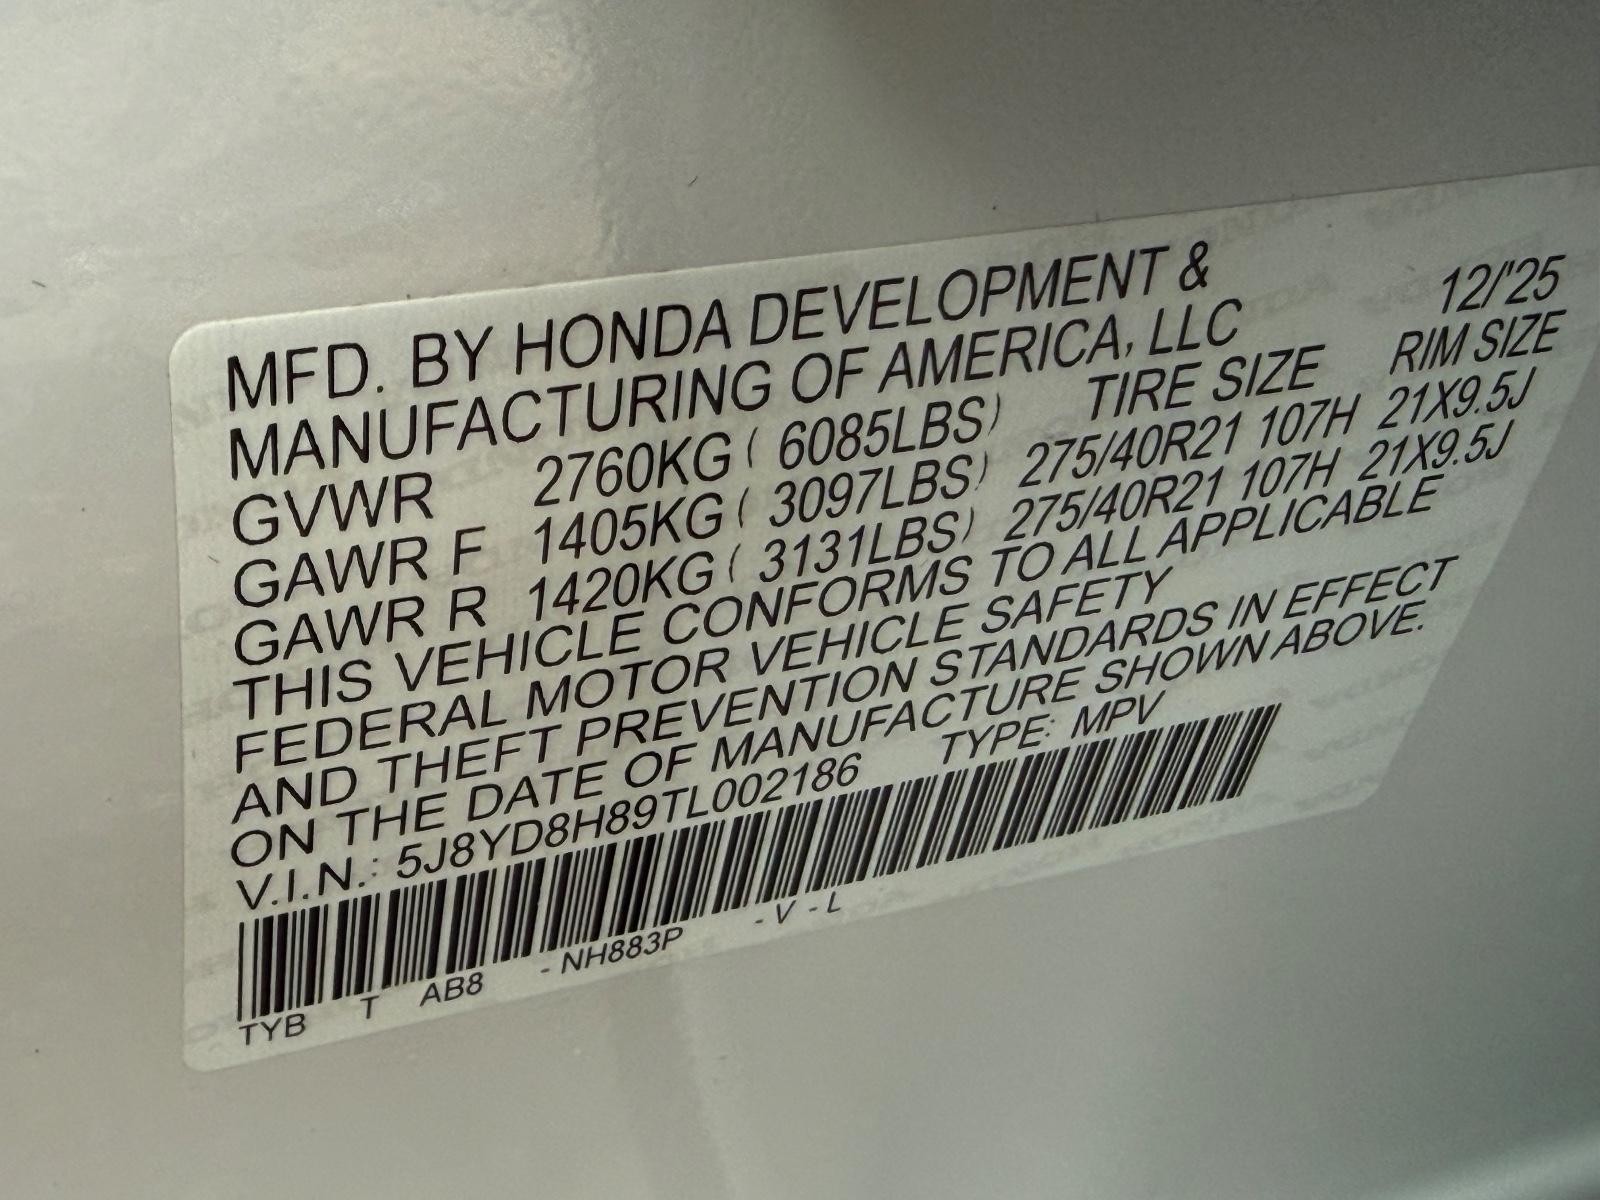 MFD. BY HONDA DEVELOPMENT &
MANUFACTURING OF AMERICA, LLC 12/'25
GVWR 2760KG ( 6085LBS) TIRE SIZE RIM SIZE
GAWR F 1405KG ( 3097LBS) 275/40R21 107H 21X9.5J
GAWR R 1420KG ( 3131LBS) 275/40R21 107H 21X9.5J
THIS VEHICLE CONFORMS TO ALL APPLICABLE
FEDERAL MOTOR VEHICLE SAFETY
AND THEFT PREVENTION STANDARDS IN EFFECT
ON THE DATE OF MANUFACTURE SHOWN ABOVE.
V.I.N.: 5J8YD8H89TL002186 TYPE: MPV
TYB T AB8 - NH883P - V - L